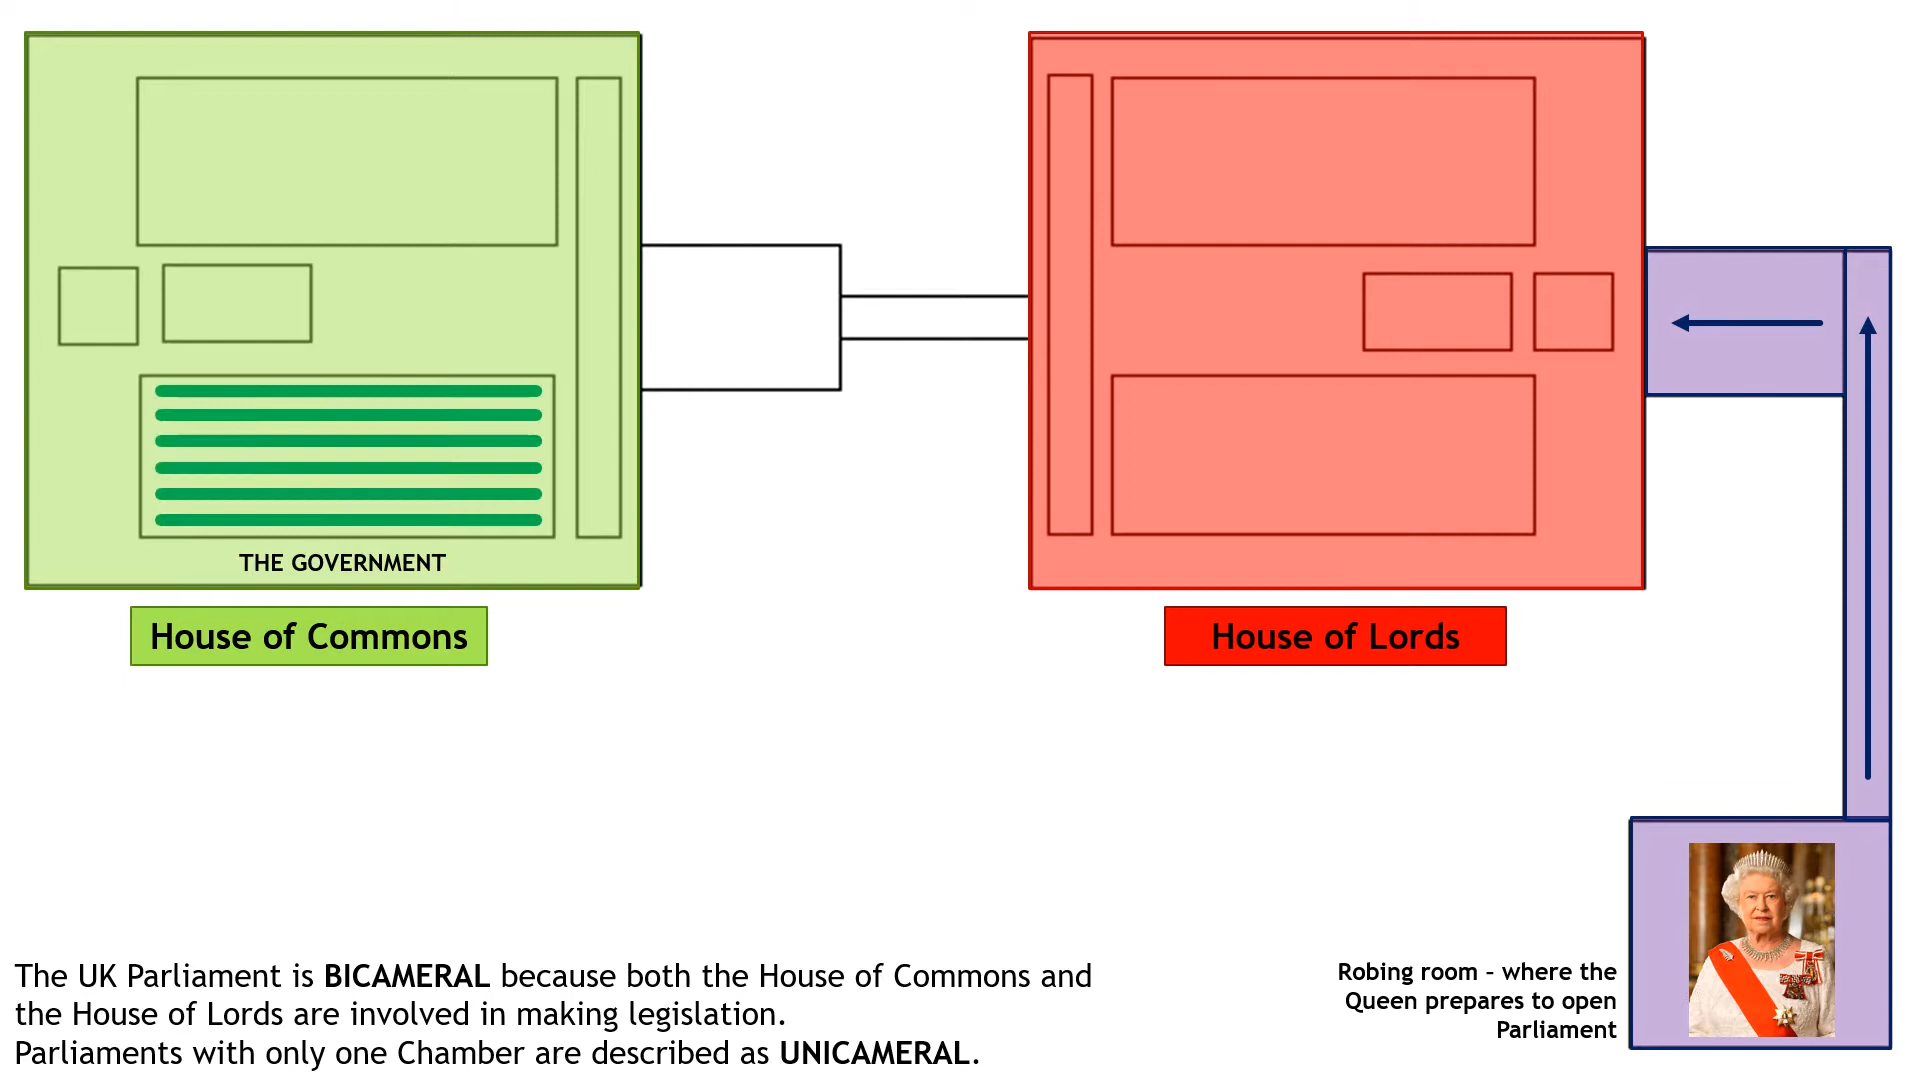 THE GOVERNMENT
House of Commons
House of Lords
The UK Parliament is BICAMERAL because both the House of Commons and
the House of Lords are involved in making legislation.
Parliaments with only one Chamber are described as UNICAMERAL.
Robing room - where the
Queen prepares to open
Parliament